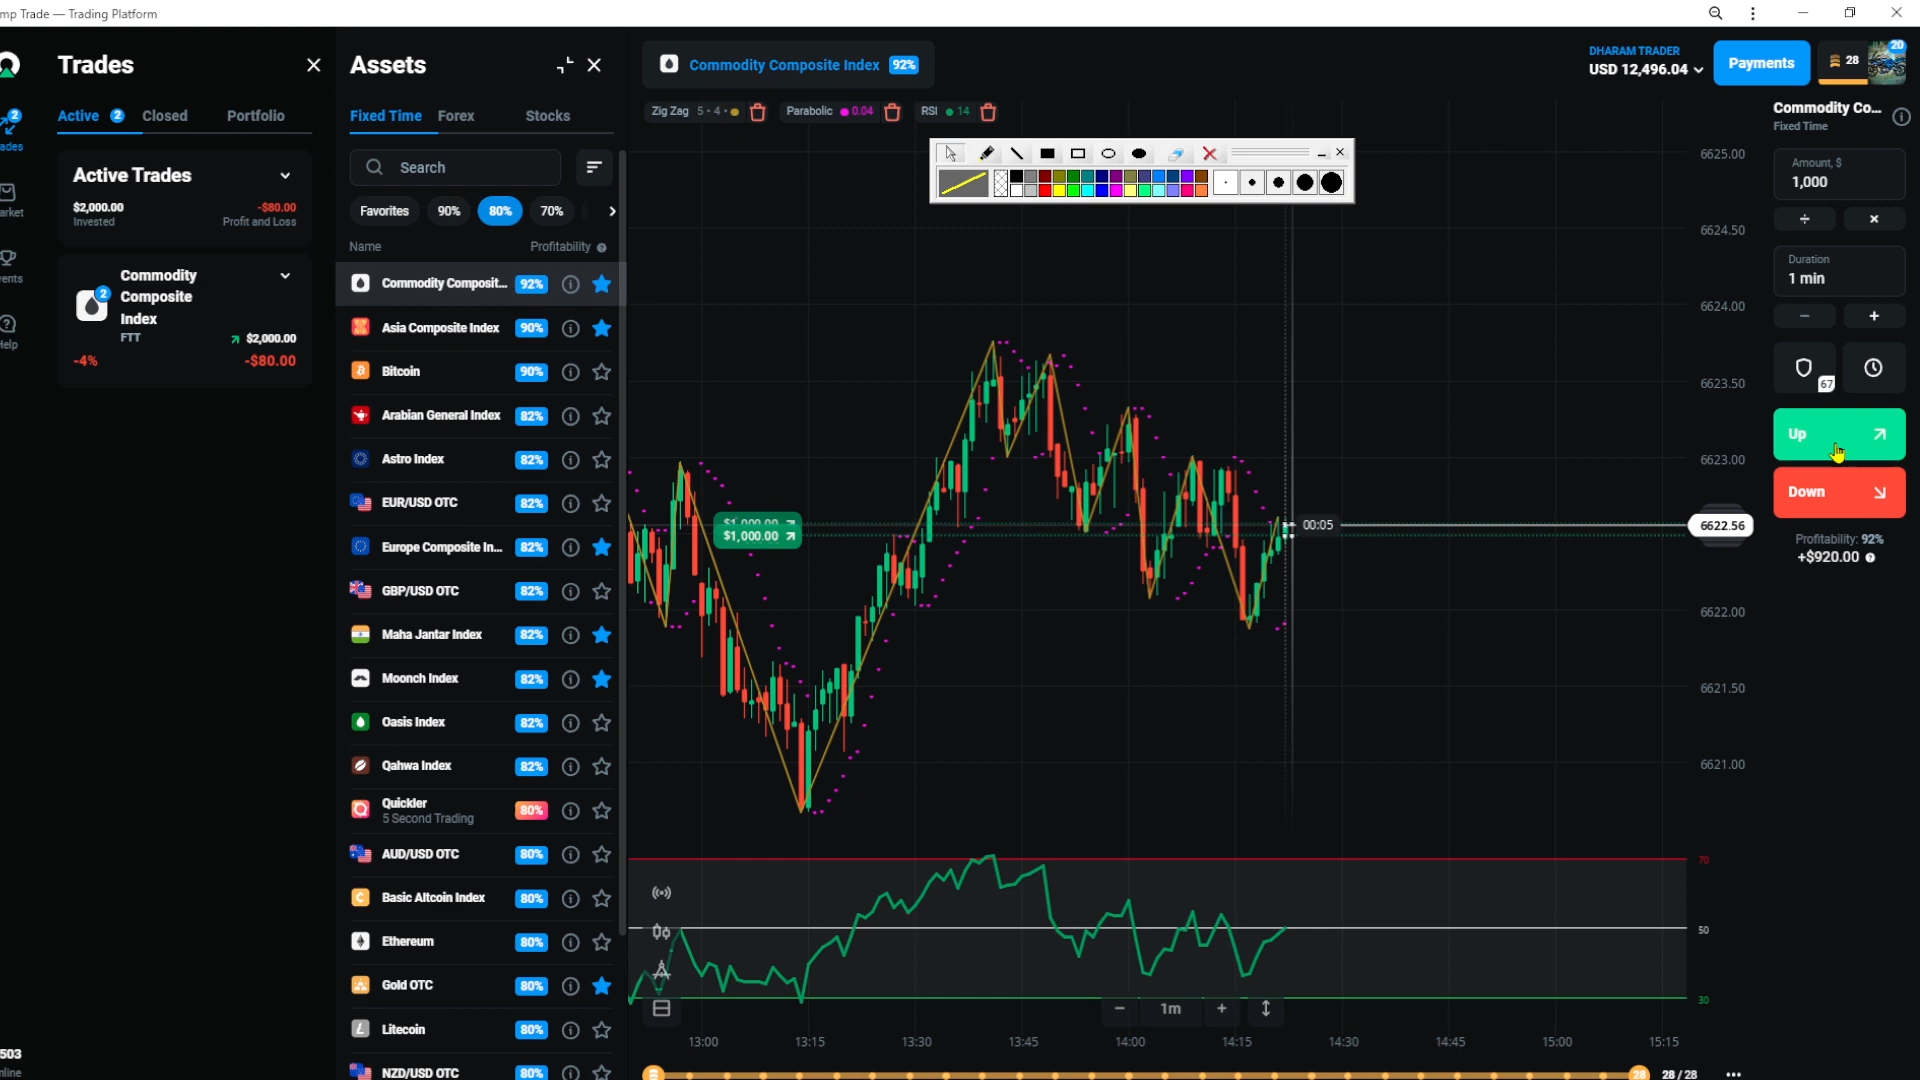 mp Trade — Trading Platform
Trades
Active 2 Closed Portfolio
Active Trades
$2,000.00 -$80.00
Invested Profit and Loss
Commodity
Composite
Index
2
FTT
$2,000.00
-4% -$80.00
2
ades
arket
vents
Help
503
nline
Assets
Fixed Time Forex Stocks
Search
Favorites 90% 80% 70%
Name Profitability
Commodity Composit... 92%
Asia Composite Index 90%
Bitcoin 90%
Arabian General Index 82%
Astro Index 82%
EUR/USD OTC 82%
Europe Composite In... 82%
GBP/USD OTC 82%
Maha Jantar Index 82%
Moonch Index 82%
Oasis Index 82%
Qahwa Index 82%
Quickler 80%
5 Second Trading
AUD/USD OTC 80%
Basic Altcoin Index 80%
Ethereum 80%
Gold OTC 80%
Litecoin 80%
NZD/USD OTC 80%
Commodity Composite Index 92%
Zig Zag 5 • 4 • Parabolic 0.04 RSI 14
$1,000.00
$1,000.00
00:05
6625.00
6624.50
6624.00
6623.50
6623.00
6622.56
6622.00
6621.50
6621.00
70
50
30
1m
13:00 13:15 13:30 13:45 14:00 14:15 14:30 14:45 15:00 15:15
28 28 / 28
DHARAM TRADER
USD 12,496.04
Payments
28
20
Commodity Co...
Fixed Time
Amount, $
1,000
÷ ×
Duration
1 min
− +
67
Up
Down
Profitability: 92%
+$920.00